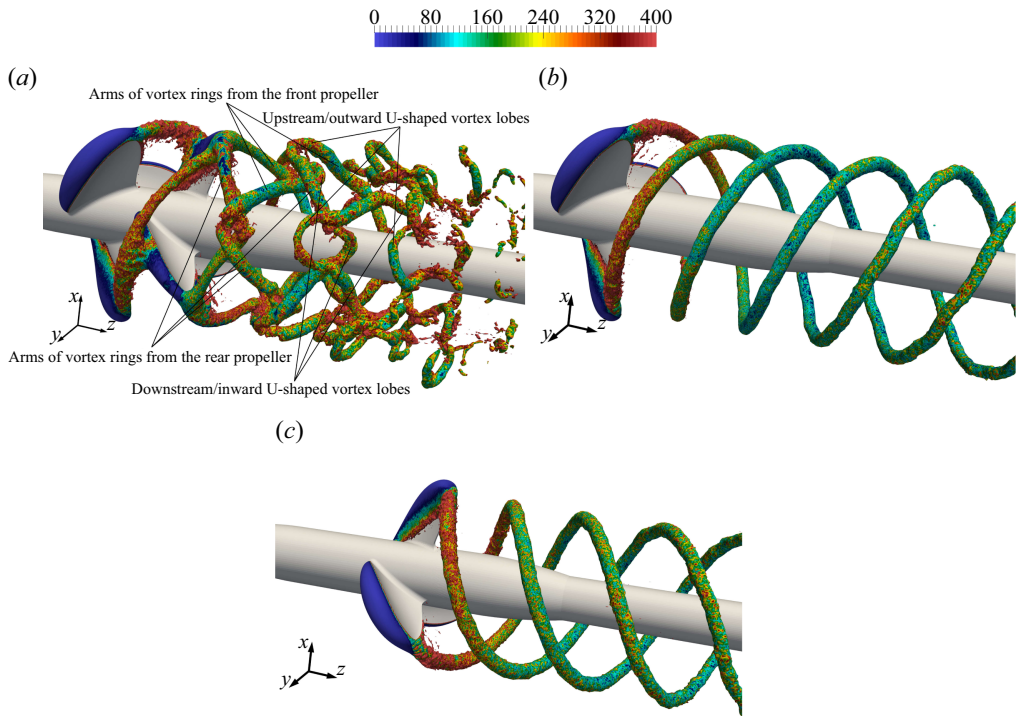 0 80 160 240 320 400
(a)
(b)
Arms of vortex rings from the front propeller
Upstream/outward U-shaped vortex lobes
x
y
z
x
y
z
Arms of vortex rings from the rear propeller
Downstream/inward U-shaped vortex lobes
(c)
x
y
z